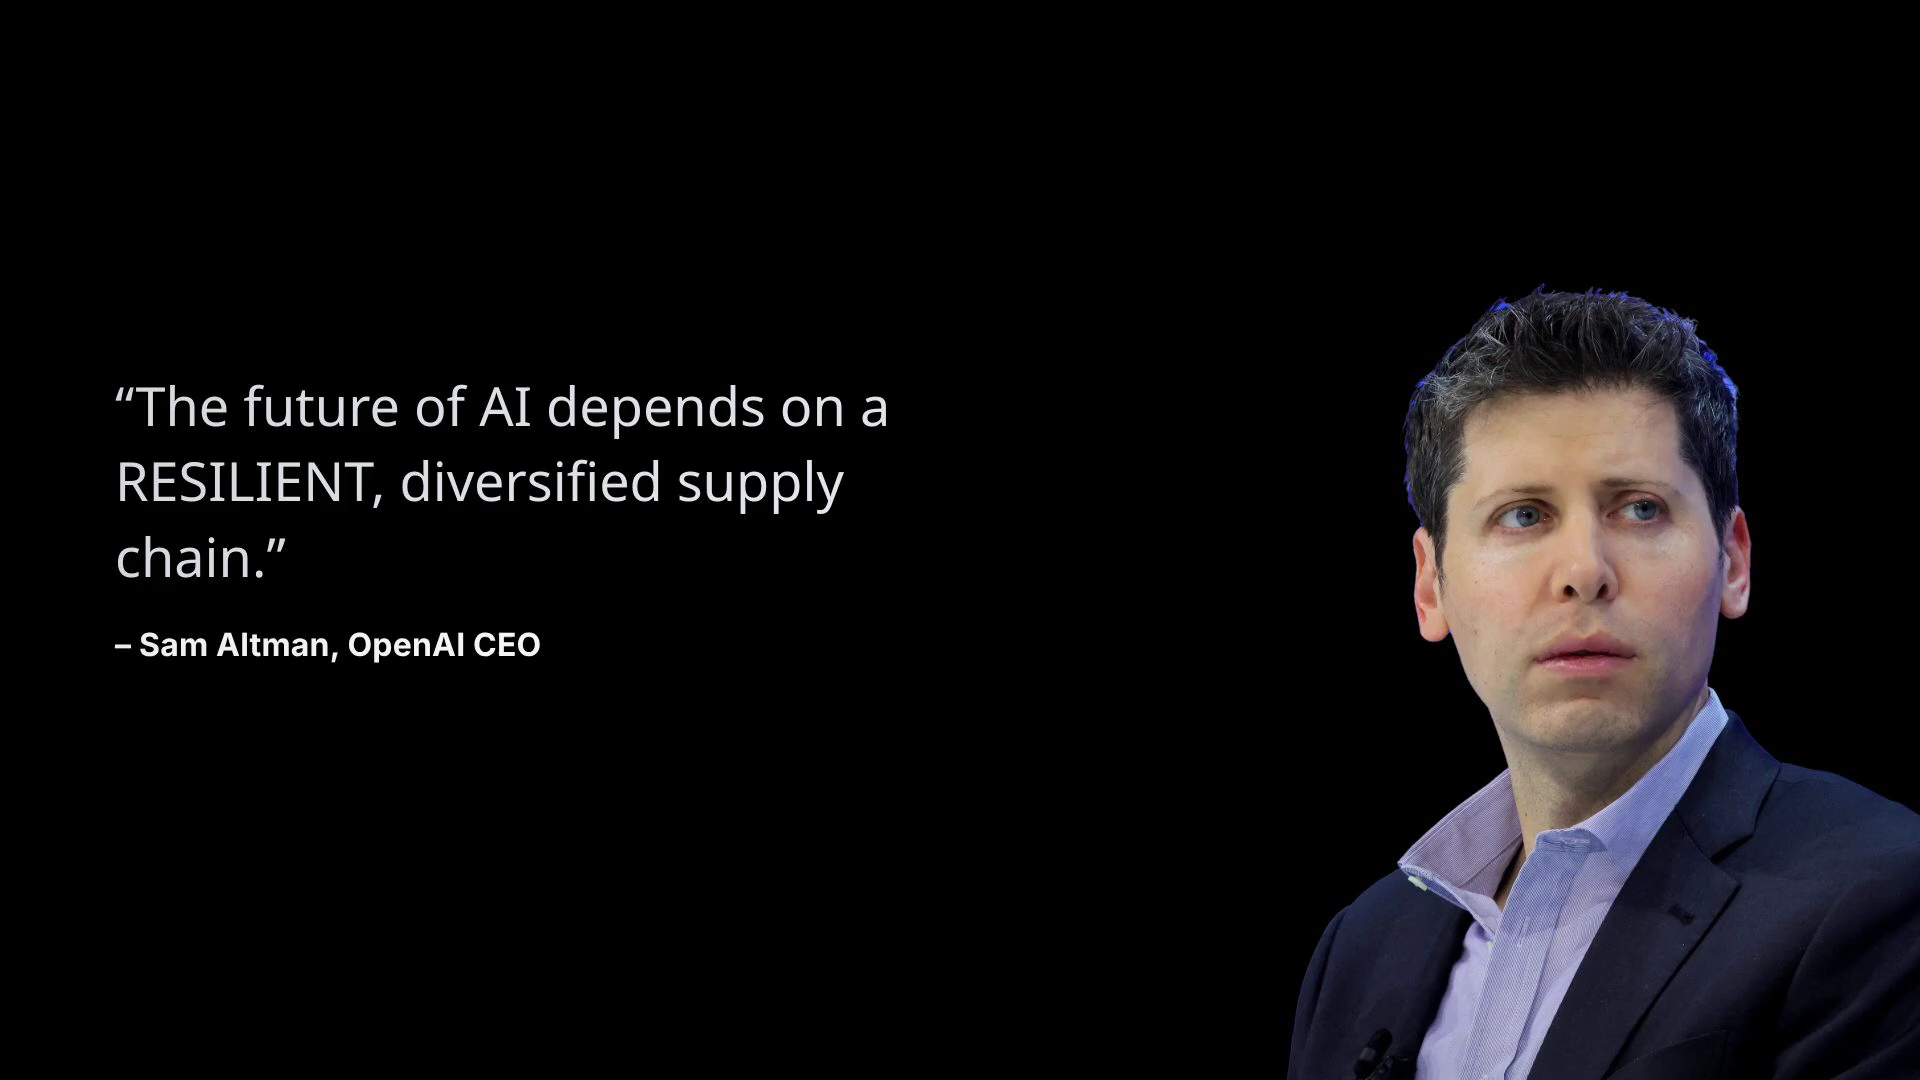 “The future of AI depends on a
RESILIENT, diversified supply
chain.”
– Sam Altman, OpenAI CEO